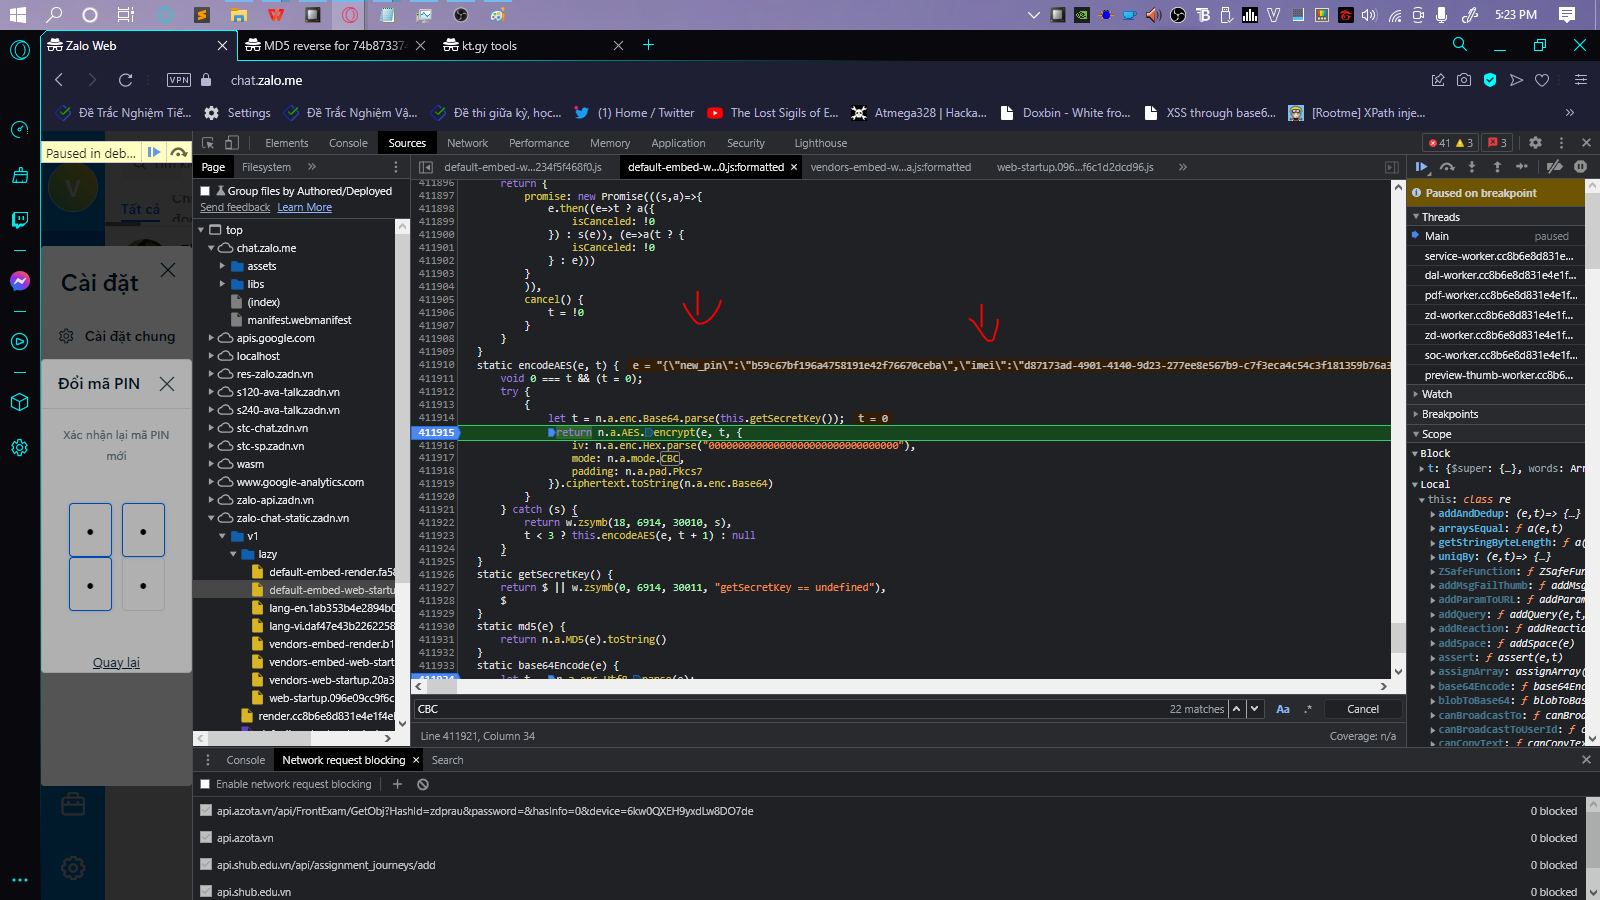 5:23 PM
Zalo Web
MD5 reverse for 74b87337
kt.gy tools
VPN
chat.zalo.me
Đề Trắc Nghiệm Tiế...
Settings
Đề Trắc Nghiệm Vậ...
Đề thi giữa kỳ, học...
(1) Home / Twitter
The Lost Sigils of E...
Atmega328 | Hacka...
Doxbin - White fro...
XSS through base6...
[Rootme] XPath inje...
Paused in deb...
V
Tất cả
Cài đặt
Cài đặt chung
Đổi mã PIN
Xác nhận lại mã PIN
mới
Quay lại
Elements
Console
Sources
Network
Performance
Memory
Application
Security
Lighthouse
41
3
3
Page
Filesystem
Group files by Authored/Deployed
Send feedback
Learn More
top
chat.zalo.me
assets
libs
(index)
manifest.webmanifest
apis.google.com
localhost
res-zalo.zadn.vn
s120-ava-talk.zadn.vn
s240-ava-talk.zadn.vn
stc-chat.zdn.vn
stc-sp.zadn.vn
wasm
www.google-analytics.com
zalo-api.zadn.vn
zalo-chat-static.zadn.vn
v1
lazy
default-embed-render.fa58
default-embed-web-startu
lang-en.1ab353b4e2894b0
lang-vi.daf47e43b2262258
vendors-embed-render.b1
vendors-embed-web-start
vendors-web-startup.20a3
web-startup.096e09cc9f6c
render.cc8b6e8d831e4e1f4e
default-embed-w...234f5f468f0.js
default-embed-w...0.js:formatted
vendors-embed-w...a.js:formatted
web-startup.096...f6c1d2dcd96.js
411896 return {
411897 promise: new Promise(((s,a)=>{
411898 e.then((e=>t ? a({
411899 isCanceled: !0
411900 }) : s(e)), (e=>a(t ? {
411901 isCanceled: !0
411902 } : e)))
411903 }
411904 )),
411905 cancel() {
411906 t = !0
411907 }
411908 }
411909 }
411910 static encodeAES(e, t) { e = "{\"new_pin\":\"b59c67bf196a4758191e42f76670ceba\",\"imei\":\"d87173ad-4901-4140-9d23-277ee8e567b9-c7f3eca4c54c3f181359b76a3
411911 void 0 === t && (t = 0);
411912 try {
411913 {
411914 let t = n.a.enc.Base64.parse(this.getSecretKey()); t = 0
411915 return n.a.AES.encrypt(e, t, {
411916 iv: n.a.enc.Hex.parse("00000000000000000000000000000000"),
411917 mode: n.a.mode.CBC,
411918 padding: n.a.pad.Pkcs7
411919 }).ciphertext.toString(n.a.enc.Base64)
411920 }
411921 } catch (s) {
411922 return w.zsymb(18, 6914, 30010, s),
411923 t < 3 ? this.encodeAES(e, t + 1) : null
411924 }
411925 }
411926 static getSecretKey() {
411927 return $ || w.zsymb(0, 6914, 30011, "getSecretKey == undefined"),
411928 $
411929 }
411930 static md5(e) {
411931 return n.a.MD5(e).toString()
411932 }
411933 static base64Encode(e) {
411934 let t = n.a.enc.Utf8.parse(e);
CBC
22 matches
Aa
.*
Cancel
Line 411921, Column 34
Coverage: n/a
Paused on breakpoint
Threads
Main
paused
service-worker.cc8b6e8d831e...
dal-worker.cc8b6e8d831e4e1f...
pdf-worker.cc8b6e8d831e4e1f...
zd-worker.cc8b6e8d831e4e1f...
zd-worker.cc8b6e8d831e4e1f...
soc-worker.cc8b6e8d831e4e1f...
preview-thumb-worker.cc8b6...
Watch
Breakpoints
Scope
Block
t: {$super: {…}, words: Arr
Local
this: class re
addAndDedup: (e,t)=> {…}
arraysEqual: ƒ a(e,t)
getStringByteLength: ƒ a(
uniqBy: (e,t)=> {…}
ZSafeFunction: ƒ ZSafeFun
addMsgFailThumb: ƒ addMsg
addParamToURL: ƒ addParam
addQuery: ƒ addQuery(e,t,
addReaction: ƒ addReactio
addSpace: ƒ addSpace(e)
assert: ƒ assert(e,t)
assignArray: assignArray(
base64Encode: ƒ base64Enc
blobToBase64: ƒ blobToBas
canBroadcastTo: ƒ canBroa
canBroadcastToUserId: ƒ c
canCopyText: ƒ canCopyTex
Console
Network request blocking
Search
Enable network request blocking
api.azota.vn/api/FrontExam/GetObj?HashId=zdprau&password=&hasInfo=0&device=6kw0QXEH9yxdLw8DO7de
0 blocked
api.azota.vn
0 blocked
api.shub.edu.vn/api/assignment_journeys/add
0 blocked
api.shub.edu.vn
0 blocked